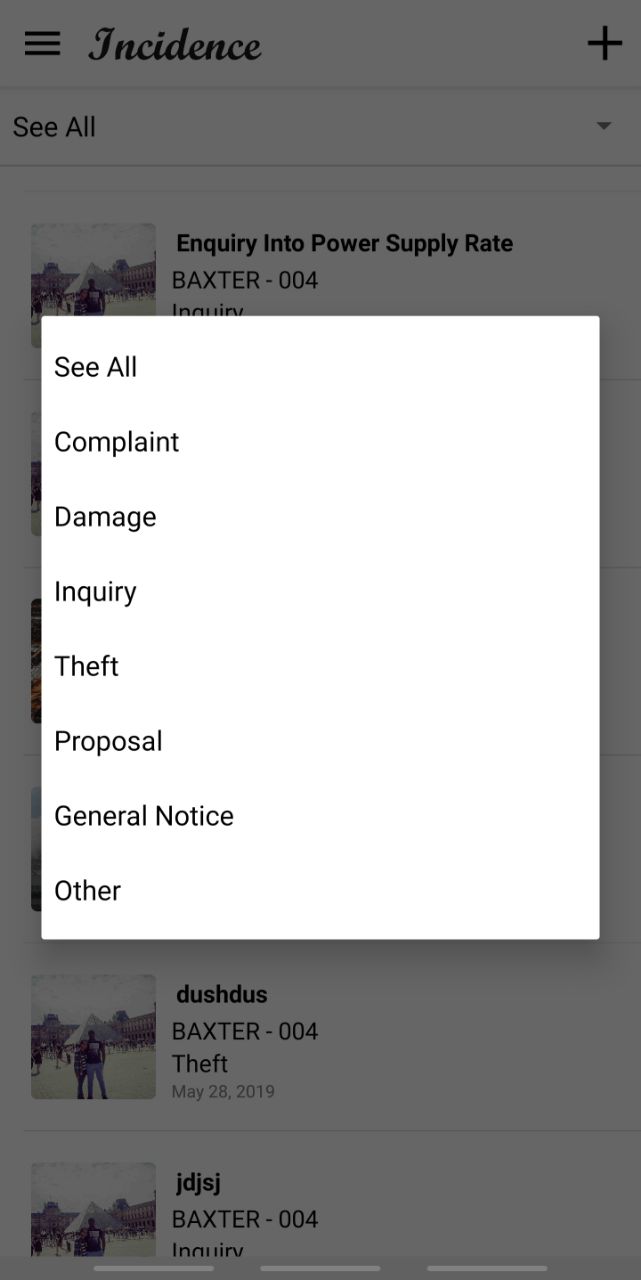 Incidence
See All
Enquiry Into Power Supply Rate
BAXTER - 004
Inquiry
See All
Complaint
Damage
Inquiry
Theft
Proposal
General Notice
Other
dushdus
BAXTER - 004
Theft
May 28, 2019
jdjsj
BAXTER - 004
Inquiry